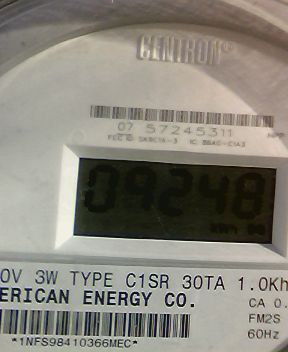 CENTRON®
07 57245311
09248
0V 3W TYPE C1SR 30TA 1.0Kh
ERICAN ENERGY CO.
CA 0.
FM2S
60Hz
*1NFS98410366MEC*